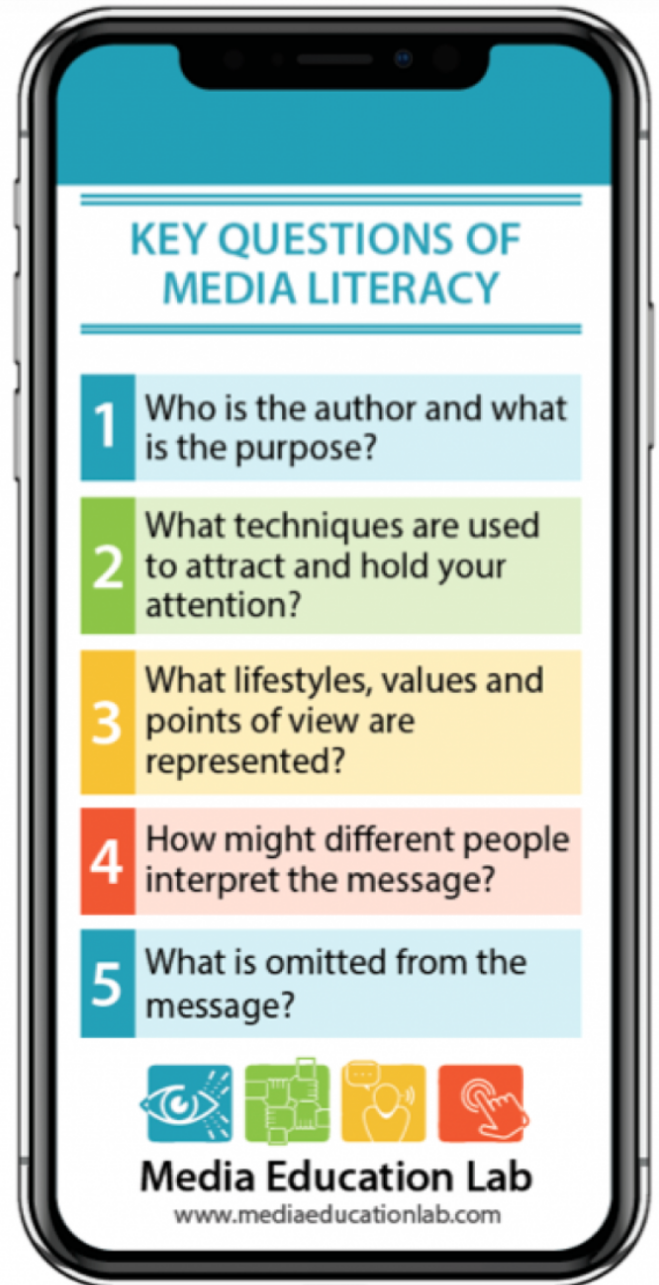 KEY QUESTIONS OF
MEDIA LITERACY
1
Who is the author and what
is the purpose?
2
What techniques are used
to attract and hold your
attention?
3
What lifestyles, values and
points of view are
represented?
4
How might different people
interpret the message?
5
What is omitted from the
message?
Media Education Lab
www.mediaeducationlab.com